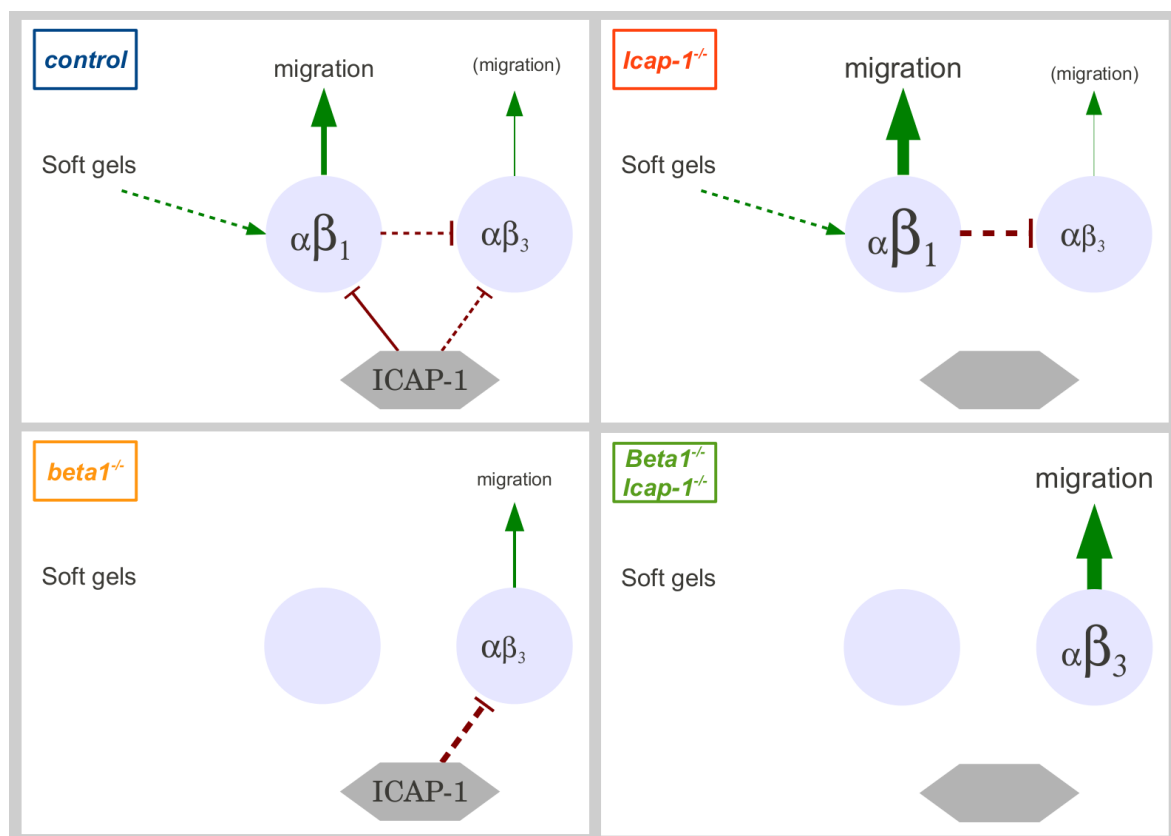 control
migration
(migration)
Soft gels
αβ1
αβ3
ICAP-1
Icap-1-/-
migration
(migration)
Soft gels
αβ1
αβ3
beta1-/-
migration
Soft gels
αβ3
ICAP-1
Beta1-/-
Icap-1-/-
migration
Soft gels
αβ3